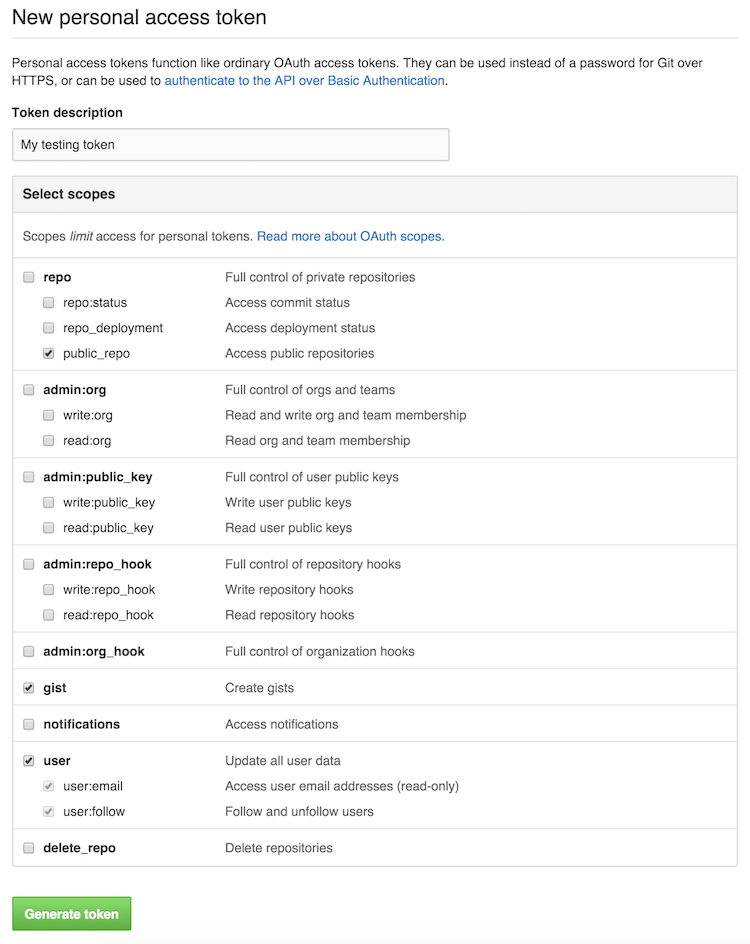 New personal access token
Personal access tokens function like ordinary OAuth access tokens. They can be used instead of a password for Git over
HTTPS, or can be used to authenticate to the API over Basic Authentication.
Token description
My testing token
Select scopes
Scopes limit access for personal tokens. Read more about OAuth scopes.
repo Full control of private repositories
repo:status Access commit status
repo_deployment Access deployment status
public_repo Access public repositories
admin:org Full control of orgs and teams
write:org Read and write org and team membership
read:org Read org and team membership
admin:public_key Full control of user public keys
write:public_key Write user public keys
read:public_key Read user public keys
admin:repo_hook Full control of repository hooks
write:repo_hook Write repository hooks
read:repo_hook Read repository hooks
admin:org_hook Full control of organization hooks
gist Create gists
notifications Access notifications
user Update all user data
user:email Access user email addresses (read-only)
user:follow Follow and unfollow users
delete_repo Delete repositories
Generate token